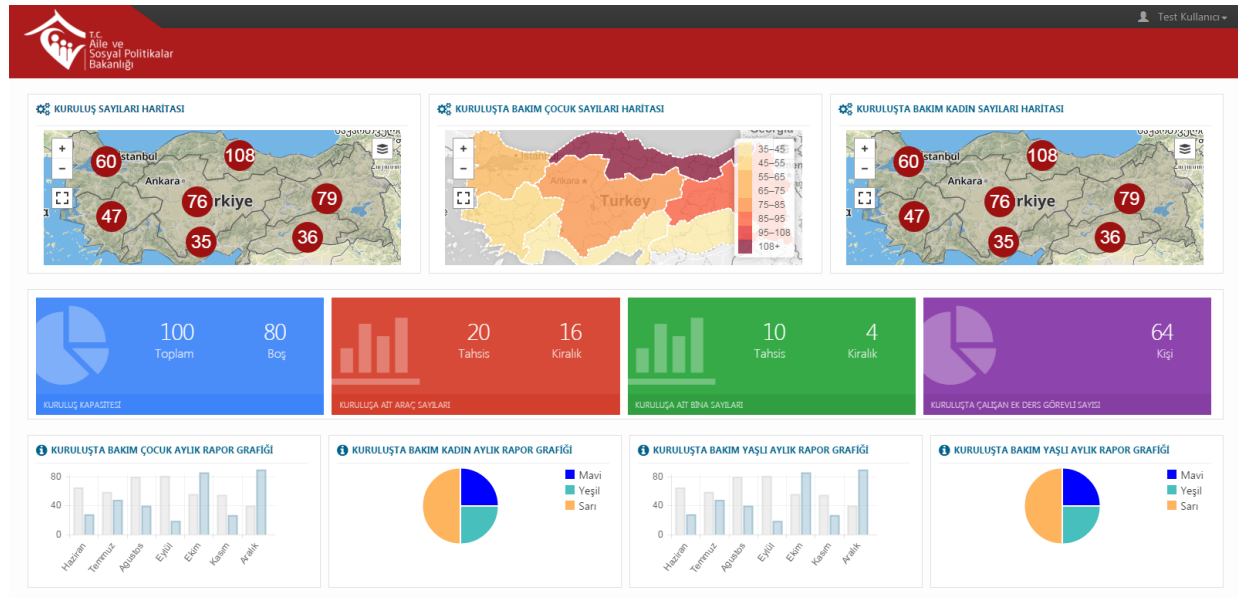 Test Kullanıcı
T.C.
Aile ve
Sosyal Politikalar
Bakanlığı
KURULUŞ SAYILARI HARİTASI
+
-
60
stanbul
108
Ankara
76
rkiye
79
47
35
36
KURULUŞTA BAKIM ÇOCUK SAYILARI HARİTASI
+
-
Istanbul
Ankara
Turkey
Georgia
35–45
45–55
55–65
65–75
75–85
85–95
95–108
108+
KURULUŞTA BAKIM KADIN SAYILARI HARİTASI
+
-
60
stanbul
108
Ankara
76
rkiye
79
47
35
36
100 80
Toplam Boş
KURULUŞ KAPASİTESİ
20 16
Tahsis Kiralık
KURULUŞA AİT ARAÇ SAYILARI
10 4
Tahsis Kiralık
KURULUŞA AİT BİNA SAYILARI
64
Kişi
KURULUŞTA ÇALIŞAN EK DERS GÖREVLİ SAYISI
KURULUŞTA BAKIM ÇOCUK AYLIK RAPOR GRAFİĞİ
80
40
0
Haziran Temmuz Agustos Eylül Ekim Kasım Aralık
KURULUŞTA BAKIM KADIN AYLIK RAPOR GRAFİĞİ
Mavi
Yeşil
Sarı
KURULUŞTA BAKIM YAŞLI AYLIK RAPOR GRAFİĞİ
80
40
0
Haziran Temmuz Agustos Eylül Ekim Kasım Aralık
KURULUŞTA BAKIM YAŞLI AYLIK RAPOR GRAFİĞİ
Mavi
Yeşil
Sarı